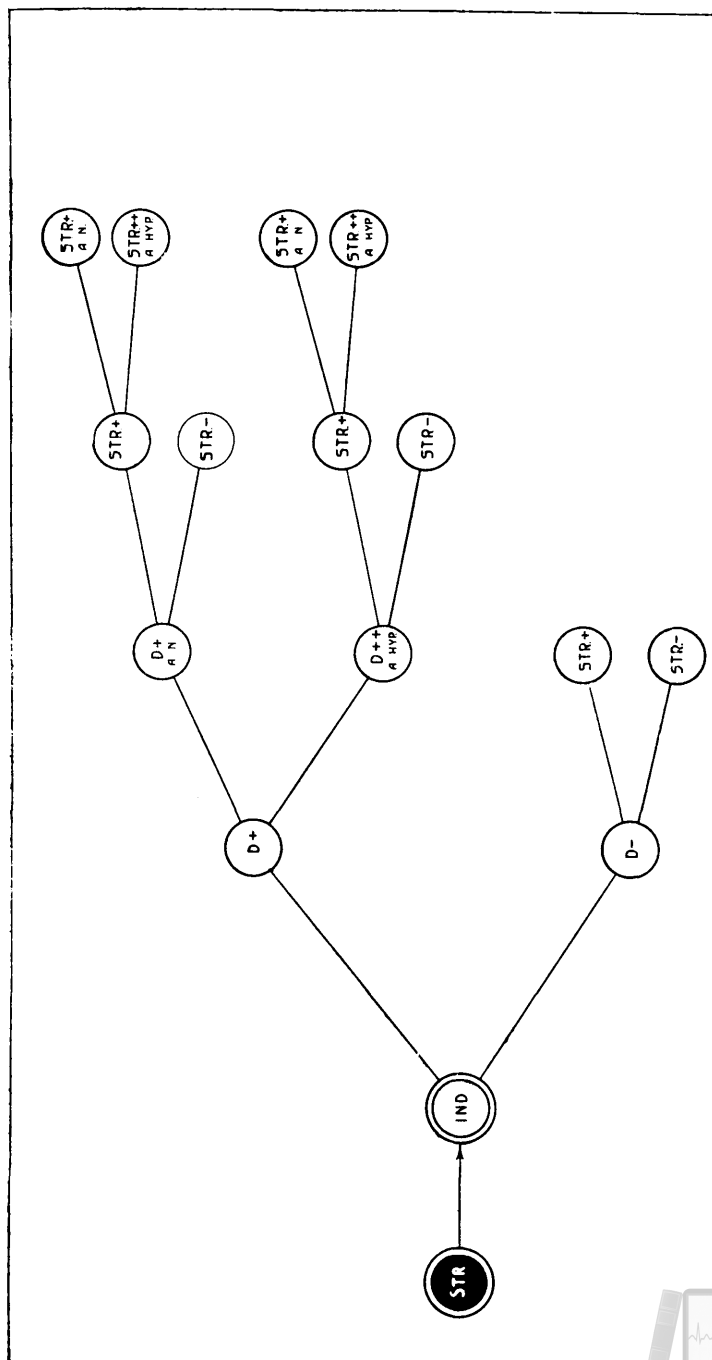 STR.+
A N.
STR+
STR++
A HYP
D+
A N
STR.-
D+
STR.+
A N
STR.+
STR.++
A HYP.
D++
A HYP.
STR-
STR
IND
STR.+
D-
STR.-